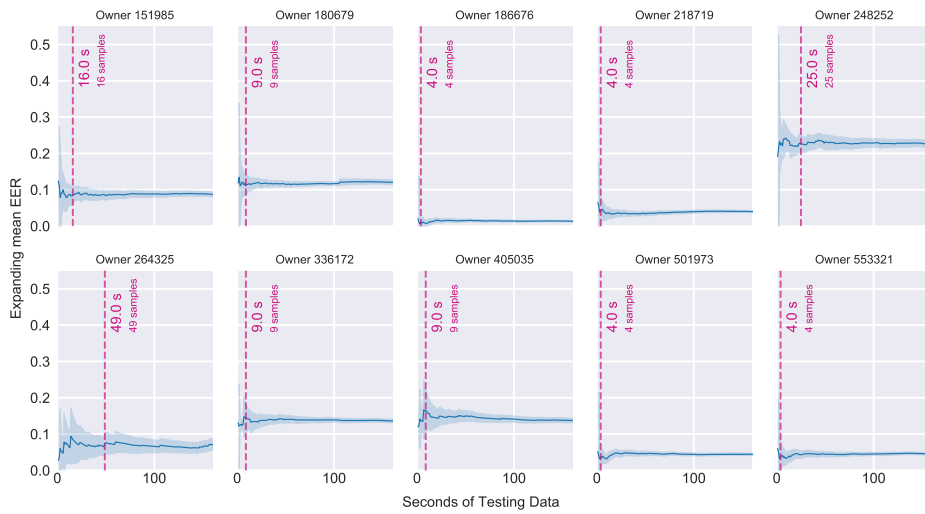 Owner 151985
Owner 180679
Owner 186676
Owner 218719
Owner 248252
0.5
0.4
0.3
0.2
0.1
0.0
16.0 s
16 samples
9.0 s
9 samples
4.0 s
4 samples
4.0 s
4 samples
25.0 s
25 samples
100
100
100
100
100
Expanding mean EER
Owner 264325
Owner 336172
Owner 405035
Owner 501973
Owner 553321
0.5
0.4
0.3
0.2
0.1
0.0
49.0 s
49 samples
9.0 s
9 samples
9.0 s
9 samples
4.0 s
4 samples
4.0 s
4 samples
100
100
100
100
100
Seconds of Testing Data